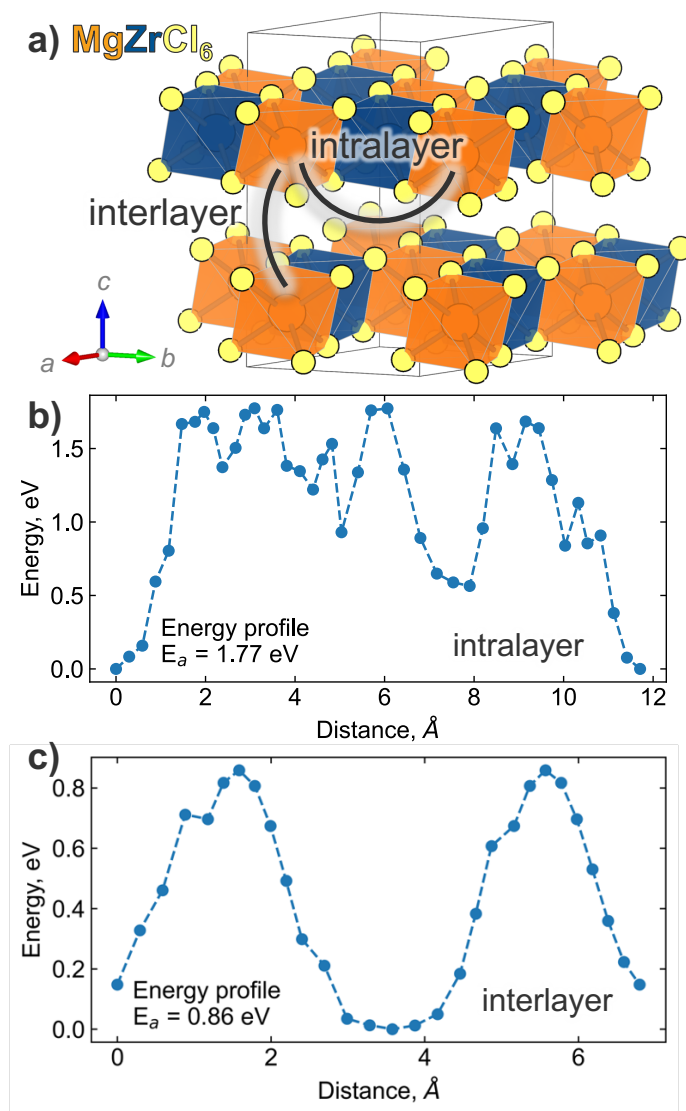 a) MgZrCl₆
intralayer
interlayer
c
a
b
b)
1.5
1.0
0.5
0.0
Energy, eV
Energy profile
Eₐ = 1.77 eV
intralayer
0 2 4 6 8 10 12
Distance, Å
c)
0.8
0.6
0.4
0.2
0.0
Energy, eV
Energy profile
Eₐ = 0.86 eV
interlayer
0 2 4 6
Distance, Å